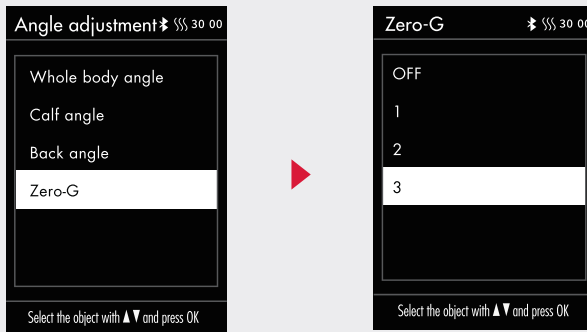 Angle adjustment 30 00
Whole body angle
Calf angle
Back angle
Zero-G
Select the object with ▲▼ and press OK
Zero-G 30 00
OFF
1
2
3
Select the object with ▲▼ and press OK